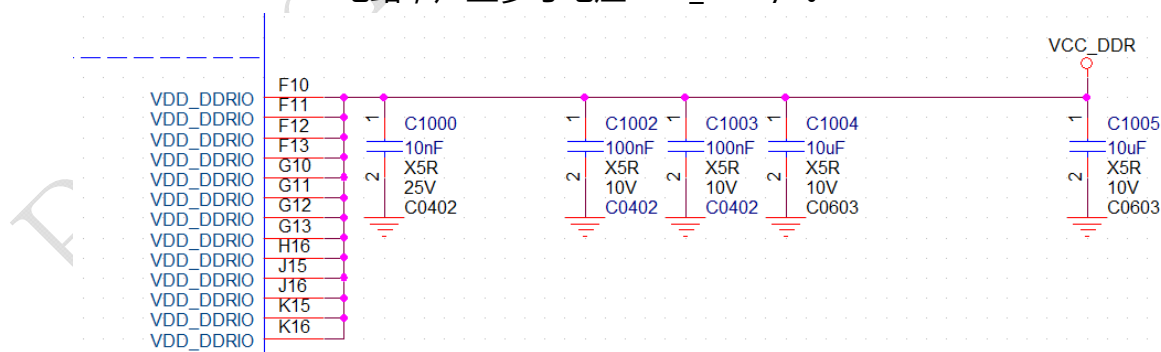 VCC_DDR
VDD_DDRIO F10
VDD_DDRIO F11
VDD_DDRIO F12
VDD_DDRIO F13
VDD_DDRIO G10
VDD_DDRIO G11
VDD_DDRIO G12
VDD_DDRIO G13
VDD_DDRIO H16
VDD_DDRIO J15
VDD_DDRIO J16
VDD_DDRIO K15
VDD_DDRIO K16
1 C1000
10nF
X5R
2 25V
C0402
1 C1002
100nF
X5R
2 10V
C0402
1 C1003
100nF
X5R
2 10V
C0402
1 C1004
10uF
X5R
2 10V
C0603
1 C1005
10uF
X5R
2 10V
C0603